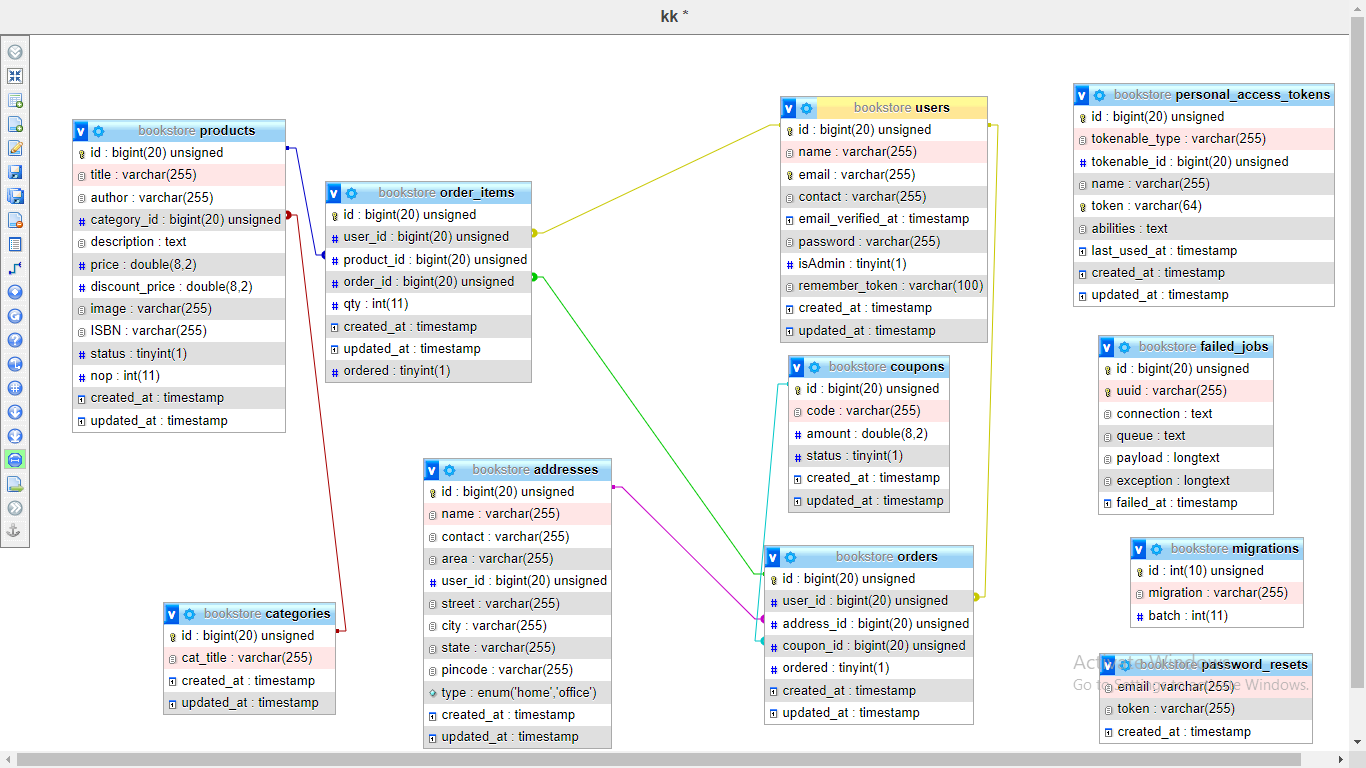 kk *
bookstore products
id : bigint(20) unsigned
title : varchar(255)
author : varchar(255)
category_id : bigint(20) unsigned
description : text
price : double(8,2)
discount_price : double(8,2)
image : varchar(255)
ISBN : varchar(255)
status : tinyint(1)
nop : int(11)
created_at : timestamp
updated_at : timestamp
bookstore order_items
id : bigint(20) unsigned
user_id : bigint(20) unsigned
product_id : bigint(20) unsigned
order_id : bigint(20) unsigned
qty : int(11)
created_at : timestamp
updated_at : timestamp
ordered : tinyint(1)
bookstore users
id : bigint(20) unsigned
name : varchar(255)
email : varchar(255)
contact : varchar(255)
email_verified_at : timestamp
password : varchar(255)
isAdmin : tinyint(1)
remember_token : varchar(100)
created_at : timestamp
updated_at : timestamp
bookstore personal_access_tokens
id : bigint(20) unsigned
tokenable_type : varchar(255)
tokenable_id : bigint(20) unsigned
name : varchar(255)
token : varchar(64)
abilities : text
last_used_at : timestamp
created_at : timestamp
updated_at : timestamp
bookstore coupons
id : bigint(20) unsigned
code : varchar(255)
amount : double(8,2)
status : tinyint(1)
created_at : timestamp
updated_at : timestamp
bookstore failed_jobs
id : bigint(20) unsigned
uuid : varchar(255)
connection : text
queue : text
payload : longtext
exception : longtext
failed_at : timestamp
bookstore addresses
id : bigint(20) unsigned
name : varchar(255)
contact : varchar(255)
area : varchar(255)
user_id : bigint(20) unsigned
street : varchar(255)
city : varchar(255)
state : varchar(255)
pincode : varchar(255)
type : enum('home','office')
created_at : timestamp
updated_at : timestamp
bookstore orders
id : bigint(20) unsigned
user_id : bigint(20) unsigned
address_id : bigint(20) unsigned
coupon_id : bigint(20) unsigned
ordered : tinyint(1)
created_at : timestamp
updated_at : timestamp
bookstore migrations
id : int(10) unsigned
migration : varchar(255)
batch : int(11)
bookstore categories
id : bigint(20) unsigned
cat_title : varchar(255)
created_at : timestamp
updated_at : timestamp
bookstore password_resets
email : varchar(255)
token : varchar(255)
created_at : timestamp
Activate Windows
Go to Settings to activate Windows.